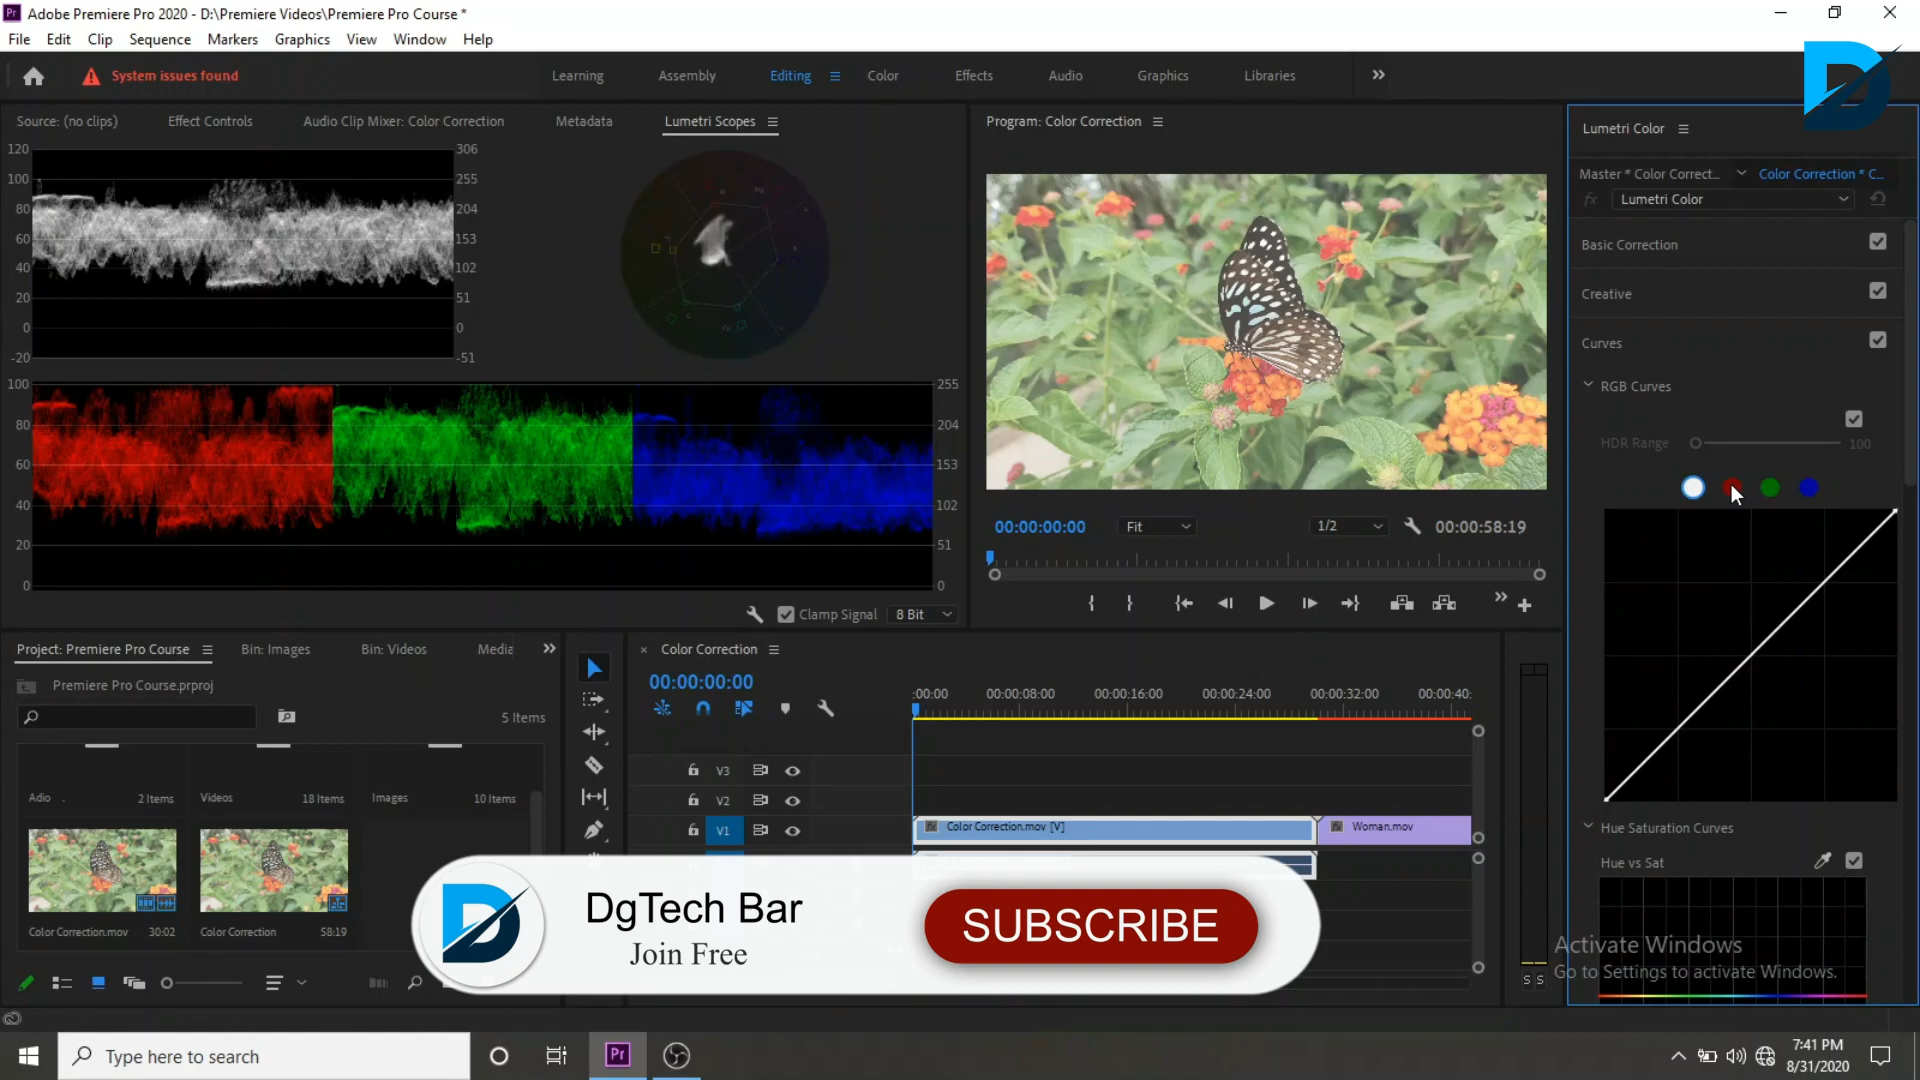 Adobe Premiere Pro 2020 - D:\Premiere Videos\Premiere Pro Course *
File Edit Clip Sequence Markers Graphics View Window Help
System issues found
Learning Assembly Editing Color Effects Audio Graphics Libraries
Source: (no clips) Effect Controls Audio Clip Mixer: Color Correction Metadata Lumetri Scopes
120 306
100 255
80 204
60 153
40 102
20 51
0 0
-20 -51
100 255
80 204
60 153
40 102
20 51
0 0
Clamp Signal 8 Bit
Program: Color Correction
00:00:00:00 Fit 1/2 00:00:58:19
Lumetri Color
Master * Color Correct... Color Correction * C...
fx Lumetri Color
Basic Correction
Creative
Curves
RGB Curves
HDR Range 100
Hue Saturation Curves
Hue vs Sat
Project: Premiere Pro Course Bin: Images Bin: Videos Media
Premiere Pro Course.prproj
5 Items
Adio . 2 Items Videos 18 Items Images 10 Items
Color Correction.mov 30:02 Color Correction 58:19
× Color Correction
00:00:00:00
:00:00 00:00:08:00 00:00:16:00 00:00:24:00 00:00:32:00 00:00:40:
V3
V2
V1 Color Correction.mov [V] Woman.mov
S S
DgTech Bar
Join Free
SUBSCRIBE
Activate Windows
Go to Settings to activate Windows.
Type here to search
Pr
7:41 PM
8/31/2020